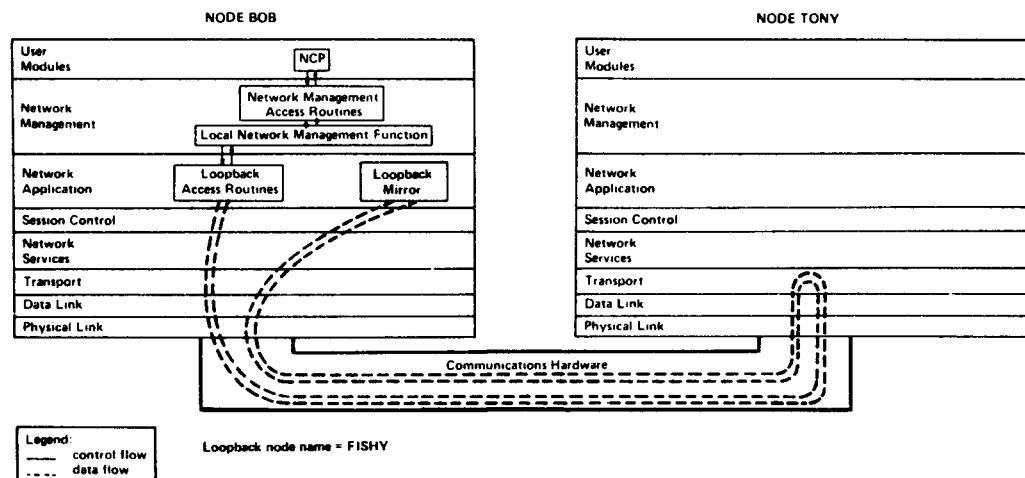 NODE BOB
NODE TONY
User
Modules
NCP
Network Management
Access Routines
Network
Management
Local Network Management Function
Network
Application
Loopback
Access Routines
Loopback
Mirror
Session Control
Network
Services
Transport
Data Link
Physical Link
User
Modules
Network
Management
Network
Application
Session Control
Network
Services
Transport
Data Link
Physical Link
Communications Hardware
Legend:
control flow
data flow
Loopback node name = FISHY